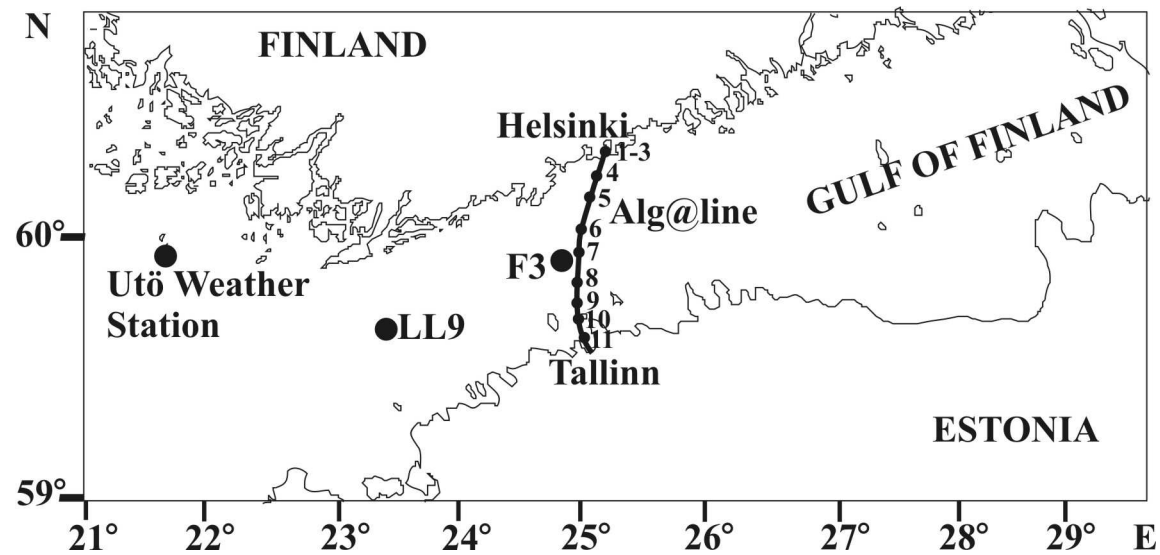 N
FINLAND
Helsinki
1-3
4
5
Alg@line
GULF OF FINLAND
6
60°
7
F3
Utö Weather
Station
8
9
LL9
10
11
Tallinn
ESTONIA
59°
21° 22° 23° 24° 25° 26° 27° 28° 29° E